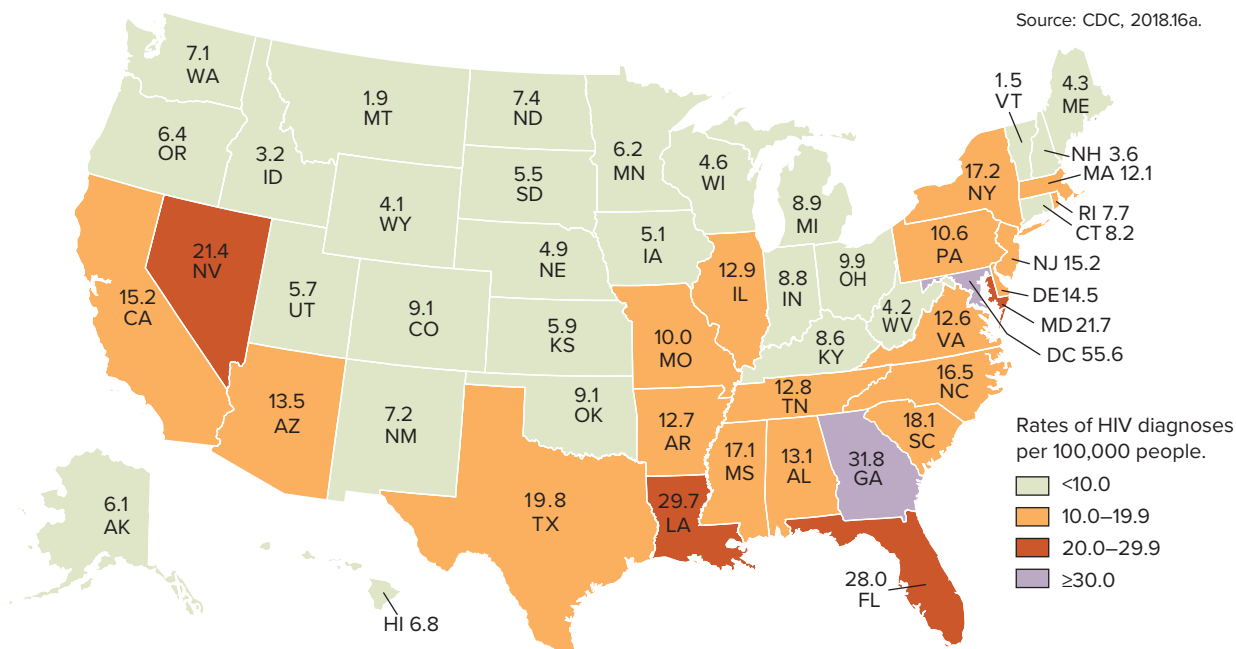 Source: CDC, 2018.16a.
7.1
WA
6.4
OR
3.2
ID
1.9
MT
7.4
ND
5.5
SD
6.2
MN
4.6
WI
8.9
MI
4.1
WY
4.9
NE
5.1
IA
21.4
NV
5.7
UT
9.1
CO
5.9
KS
15.2
CA
13.5
AZ
7.2
NM
9.1
OK
19.8
TX
10.0
MO
12.7
AR
29.7
LA
12.9
IL
8.8
IN
9.9
OH
8.6
KY
4.2
WV
12.8
TN
17.1
MS
13.1
AL
31.8
GA
28.0
FL
18.1
SC
16.5
NC
12.6
VA
10.6
PA
17.2
NY
1.5
VT
4.3
ME
NH 3.6
MA 12.1
RI 7.7
CT 8.2
NJ 15.2
DE14.5
MD 21.7
DC 55.6
6.1
AK
HI 6.8
Rates of HIV diagnoses
per 100,000 people.
<10.0
10.0–19.9
20.0–29.9
≥30.0